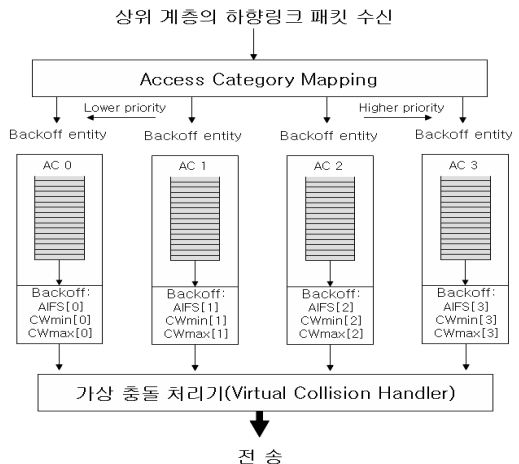 상위 계층의 하향링크 패킷 수신
Access Category Mapping
Lower priority
Higher priority
Backoff entity
Backoff entity
Backoff entity
Backoff entity
AC 0
AC 1
AC 2
AC 3
Backoff:
AIFS[0]
CWmin[0]
CWmax[0]
Backoff:
AIFS[1]
CWmin[1]
CWmax[1]
Backoff:
AIFS[2]
CWmin[2]
CWmax[2]
Backoff:
AIFS[3]
CWmin[3]
CWmax[3]
가상 충돌 처리기(Virtual Collision Handler)
전 송